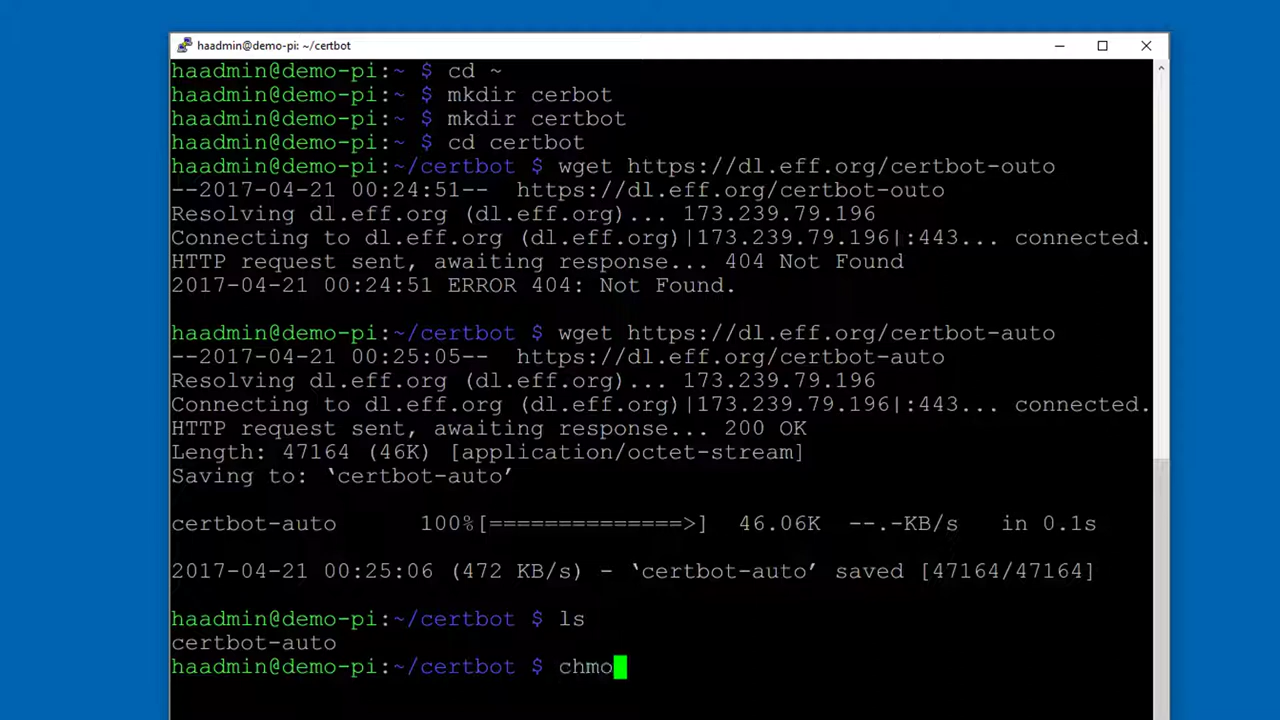 haadmin@demo-pi: ~/certbot
haadmin@demo-pi:~ $ cd ~
haadmin@demo-pi:~ $ mkdir cerbot
haadmin@demo-pi:~ $ mkdir certbot
haadmin@demo-pi:~ $ cd certbot
haadmin@demo-pi:~/certbot $ wget https://dl.eff.org/certbot-outo
--2017-04-21 00:24:51--  https://dl.eff.org/certbot-outo
Resolving dl.eff.org (dl.eff.org)... 173.239.79.196
Connecting to dl.eff.org (dl.eff.org)|173.239.79.196|:443... connected.
HTTP request sent, awaiting response... 404 Not Found
2017-04-21 00:24:51 ERROR 404: Not Found.
haadmin@demo-pi:~/certbot $ wget https://dl.eff.org/certbot-auto
--2017-04-21 00:25:05--  https://dl.eff.org/certbot-auto
Resolving dl.eff.org (dl.eff.org)... 173.239.79.196
Connecting to dl.eff.org (dl.eff.org)|173.239.79.196|:443... connected.
HTTP request sent, awaiting response... 200 OK
Length: 47164 (46K) [application/octet-stream]
Saving to: ‘certbot-auto’
certbot-auto      100%[==============>]  46.06K  --.-KB/s   in 0.1s
2017-04-21 00:25:06 (472 KB/s) - ‘certbot-auto’ saved [47164/47164]
haadmin@demo-pi:~/certbot $ ls
certbot-auto
haadmin@demo-pi:~/certbot $ chmo